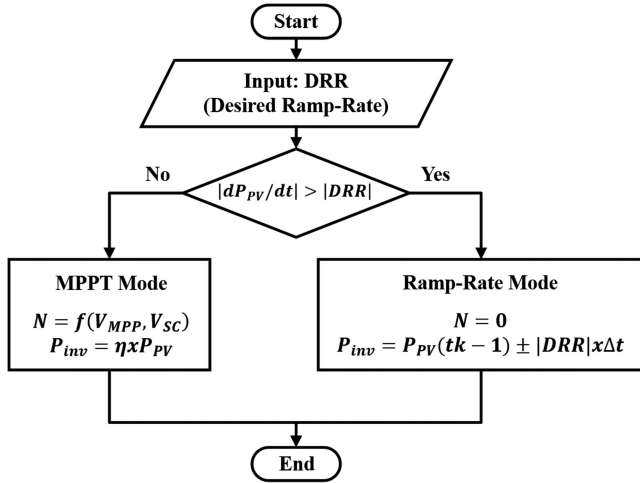 Start
Input: DRR
(Desired Ramp-Rate)
No
|dP_PV/dt| > |DRR|
Yes
MPPT Mode
N = f(V_MPP, V_SC)
P_inv = ηxP_PV
Ramp-Rate Mode
N = 0
P_inv = P_PV(tk − 1) ± |DRR|xΔt
End